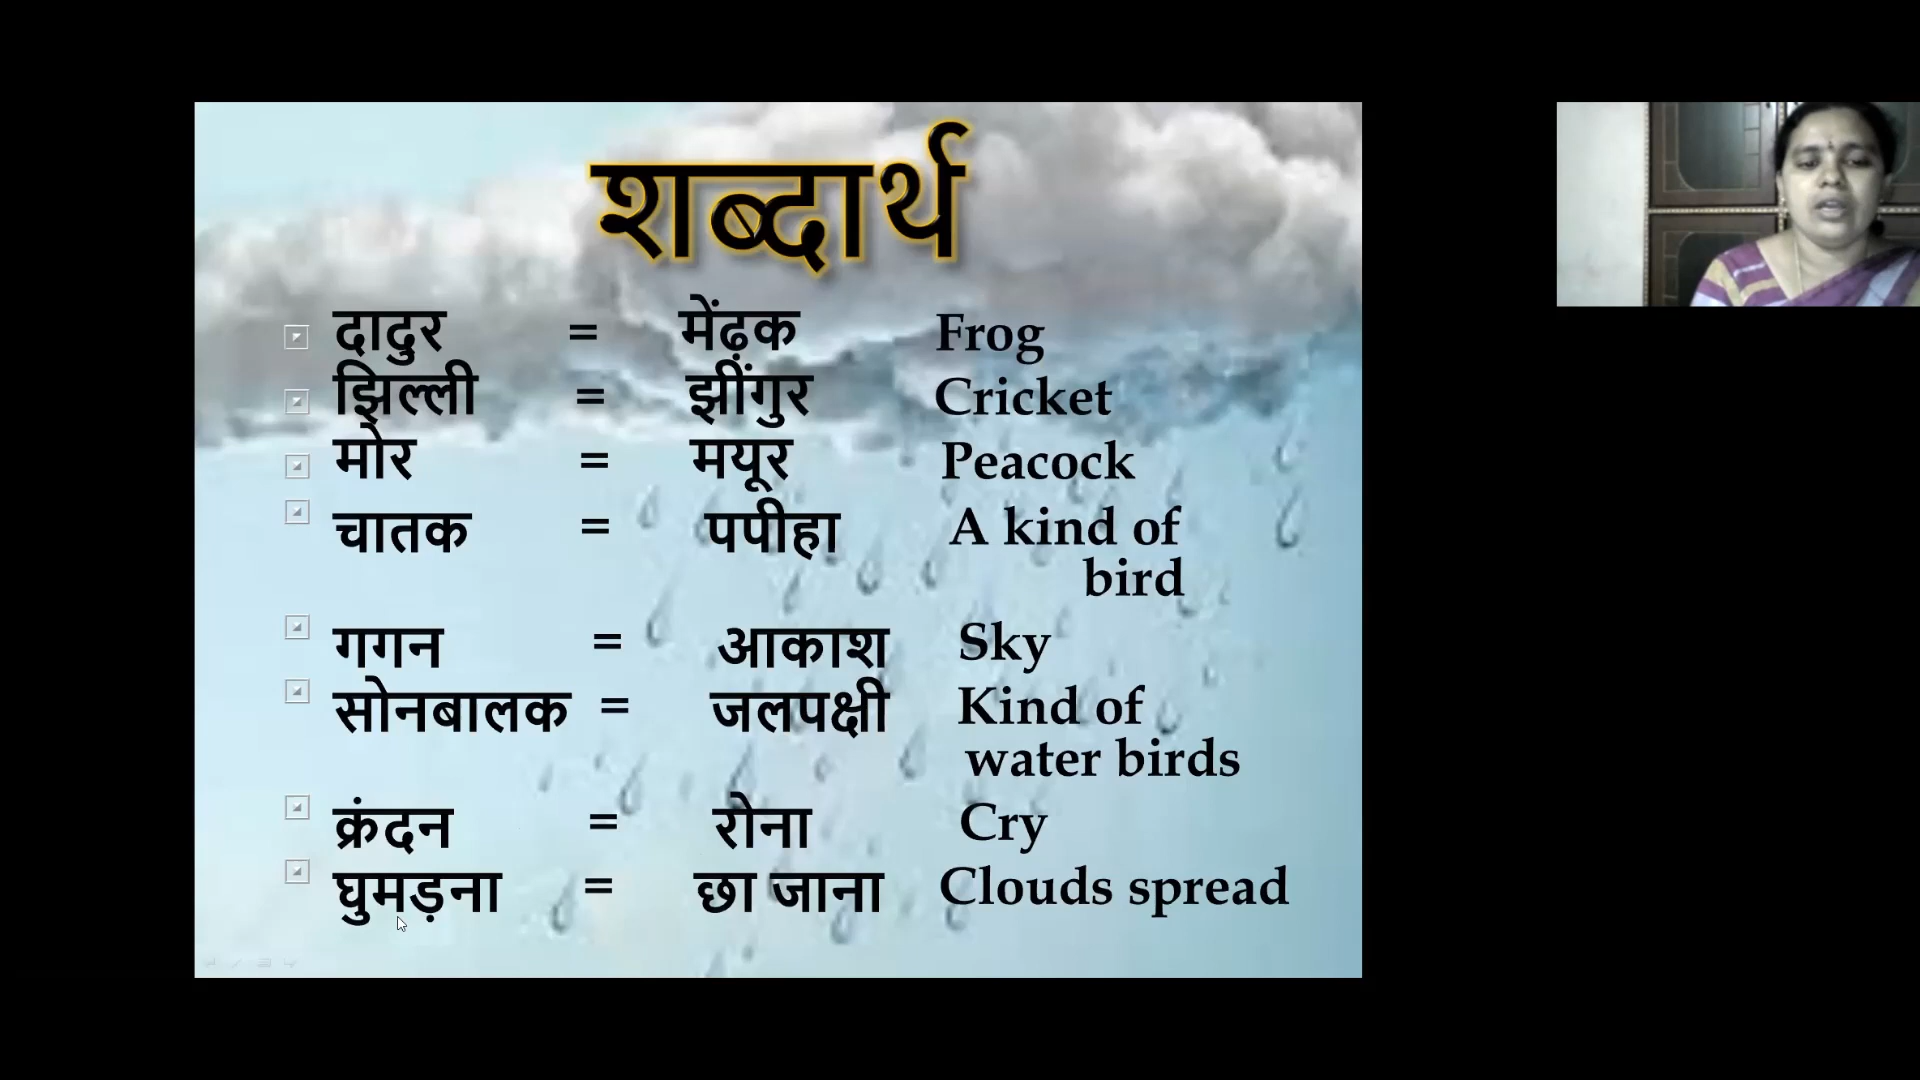 शब्दार्थ
दादुर = मेंढ़क Frog
झिल्ली = झींगुर Cricket
मोर = मयूर Peacock
चातक = पपीहा A kind of
bird
गगन = आकाश Sky
सोनबालक = जलपक्षी Kind of
water birds
क्रंदन = रोना Cry
घुमड़ना = छा जाना Clouds spread